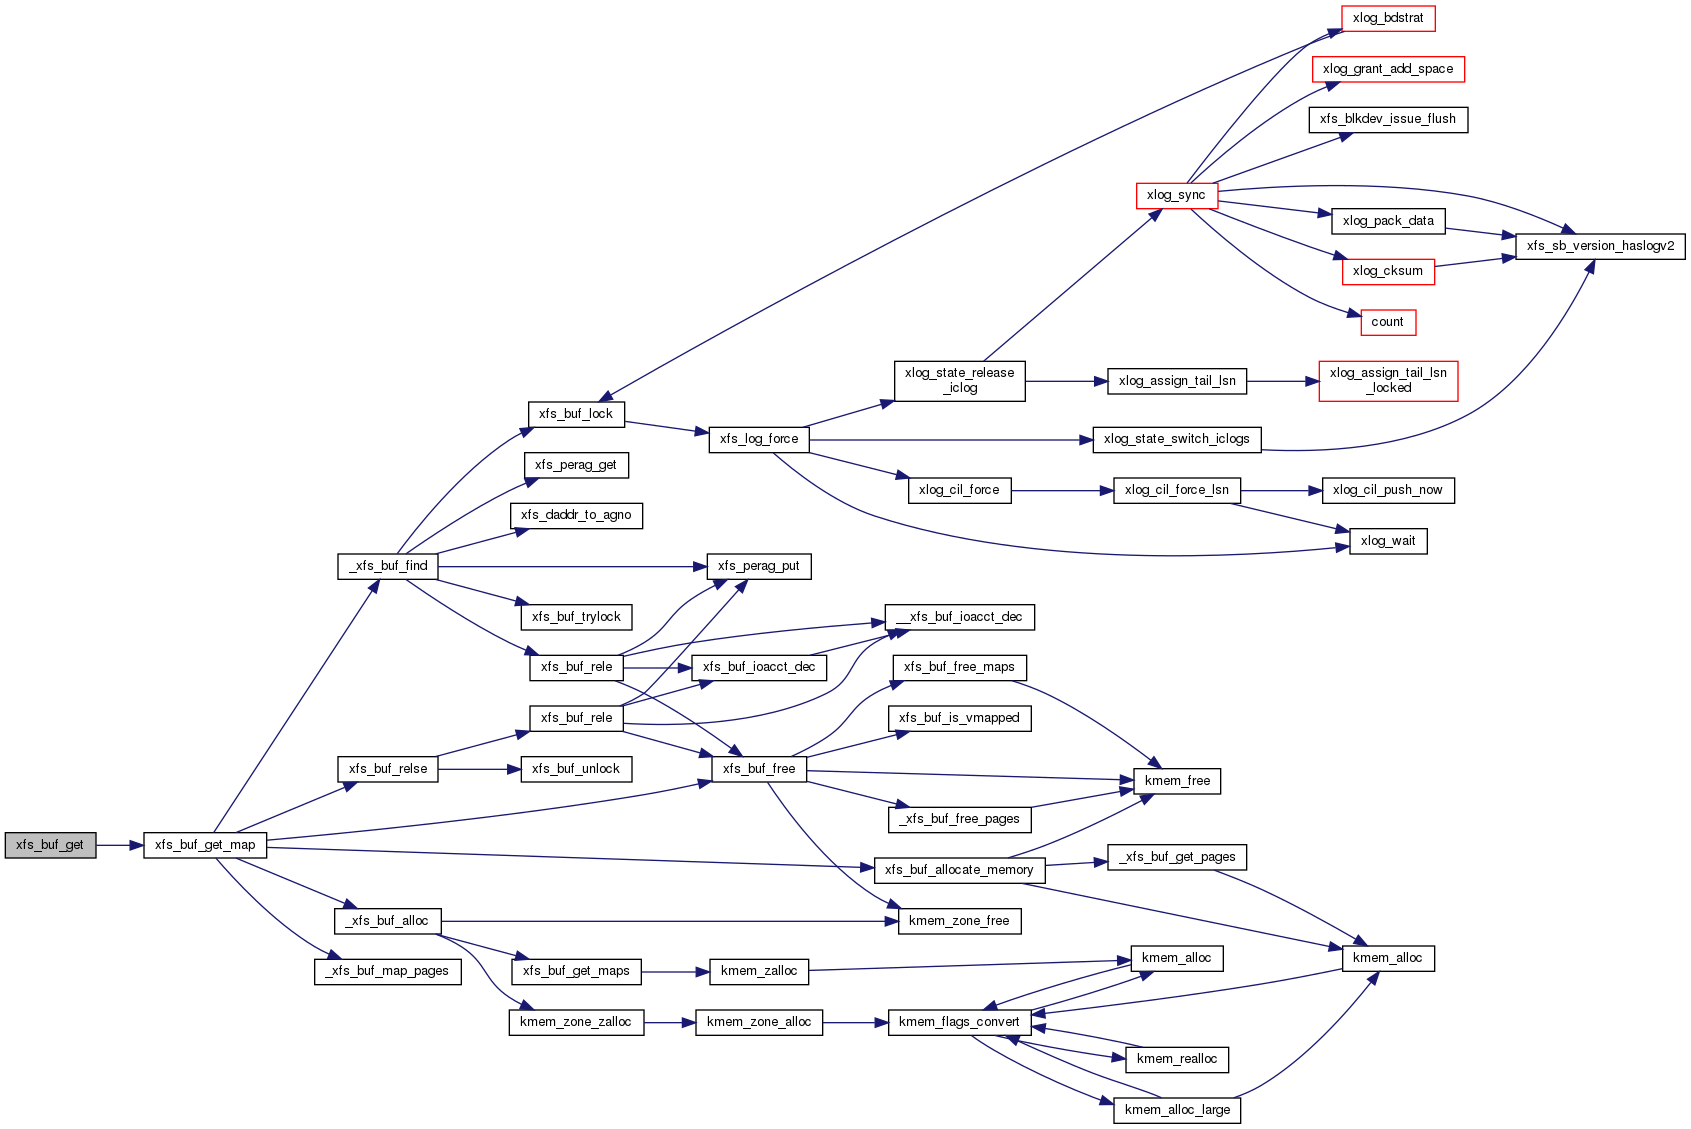 xlog_bdstrat
xlog_grant_add_space
xfs_blkdev_issue_flush
xlog_sync
xlog_pack_data
xfs_sb_version_haslogv2
xlog_cksum
count
xlog_state_release
_iclog
xlog_assign_tail_lsn
xlog_assign_tail_lsn
_locked
xfs_buf_lock
xfs_log_force
xlog_state_switch_iclogs
xfs_perag_get
xlog_cil_force
xlog_cil_force_lsn
xlog_cil_push_now
xfs_daddr_to_agno
xlog_wait
_xfs_buf_find
xfs_perag_put
xfs_buf_trylock
__xfs_buf_ioacct_dec
xfs_buf_rele
xfs_buf_ioacct_dec
xfs_buf_free_maps
xfs_buf_rele
xfs_buf_is_vmapped
xfs_buf_relse
xfs_buf_unlock
xfs_buf_free
kmem_free
_xfs_buf_free_pages
xfs_buf_get
xfs_buf_get_map
xfs_buf_allocate_memory
_xfs_buf_get_pages
_xfs_buf_alloc
kmem_zone_free
_xfs_buf_map_pages
xfs_buf_get_maps
kmem_zalloc
kmem_alloc
kmem_alloc
kmem_zone_zalloc
kmem_zone_alloc
kmem_flags_convert
kmem_realloc
kmem_alloc_large